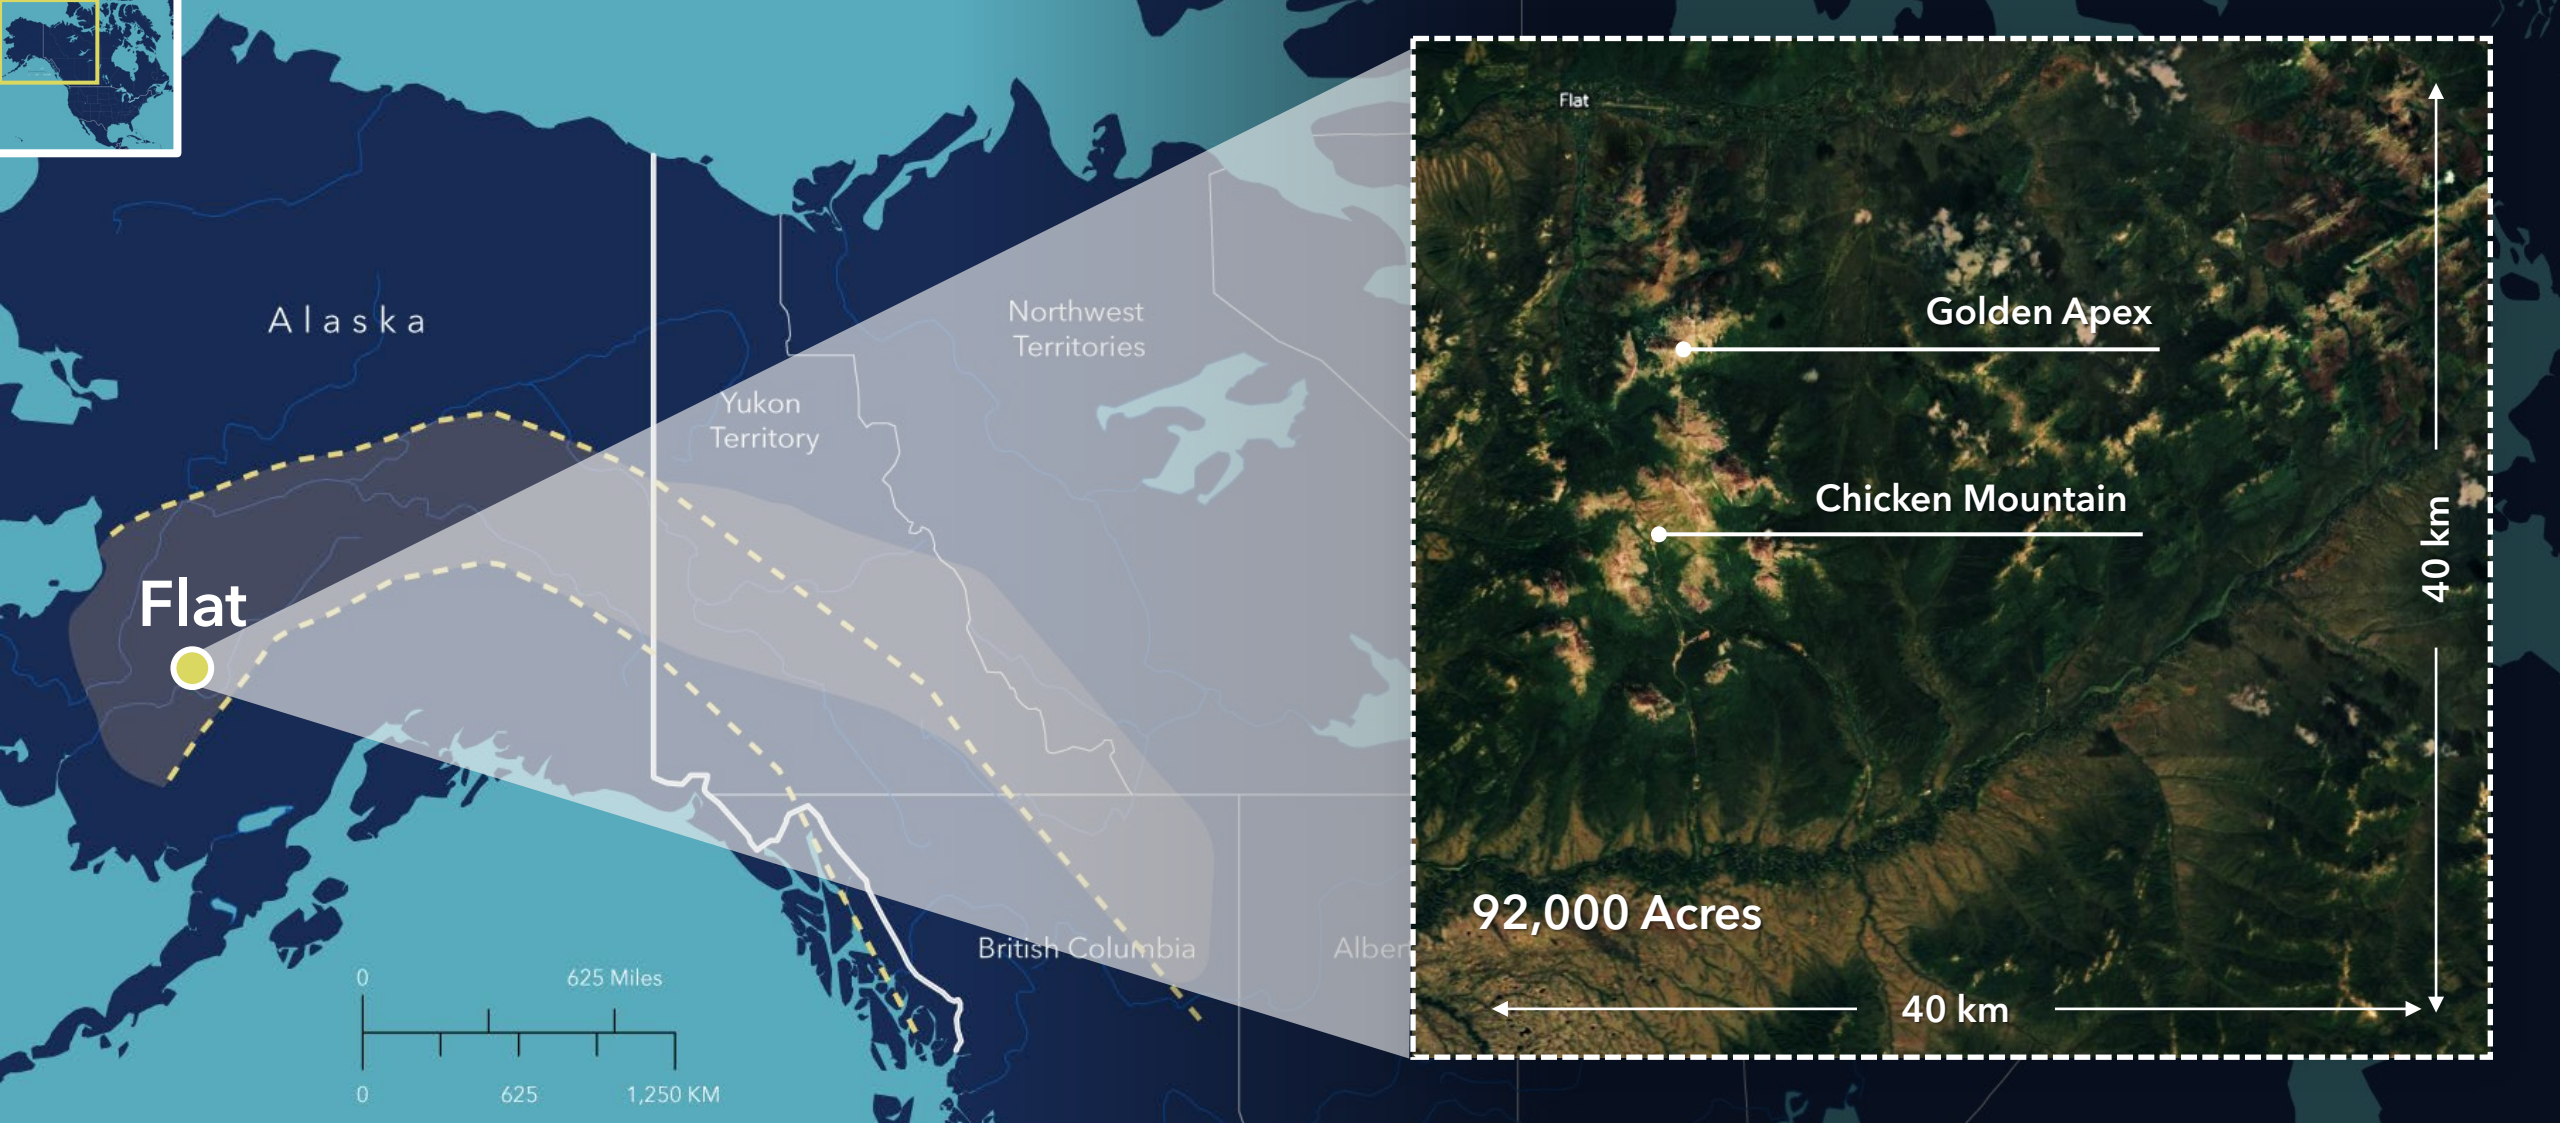 Alaska
Northwest
Territories
Yukon
Territory
Flat
British Columbia
Alber
0
625 Miles
0
625
1,250 KM
Flat
Golden Apex
Chicken Mountain
40 km
92,000 Acres
40 km